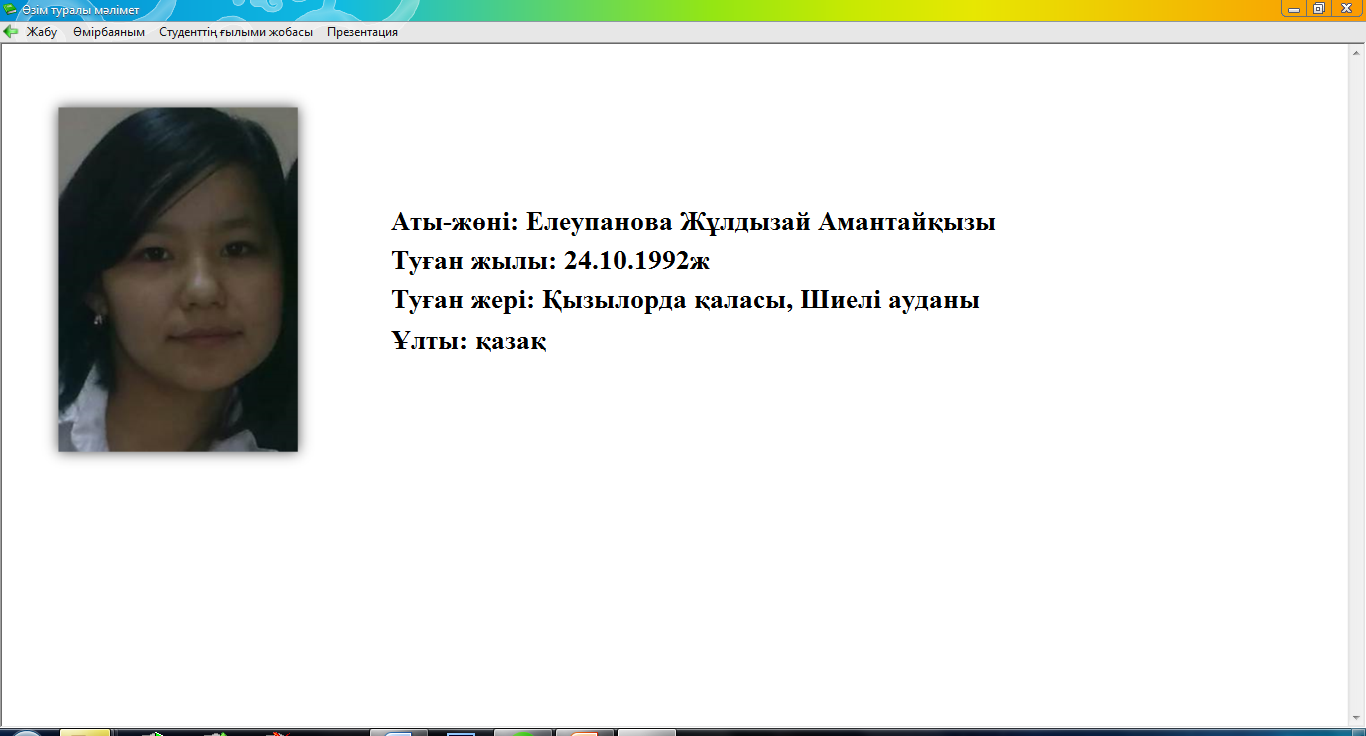 Өзім туралы мәлімет
Жабу Өмірбаяным Студенттің ғылыми жобасы Презентация
Аты-жөні: Елеупанова Жұлдызай Амантайқызы
Туған жылы: 24.10.1992ж
Туған жері: Қызылорда қаласы, Шиелі ауданы
Ұлты: қазақ